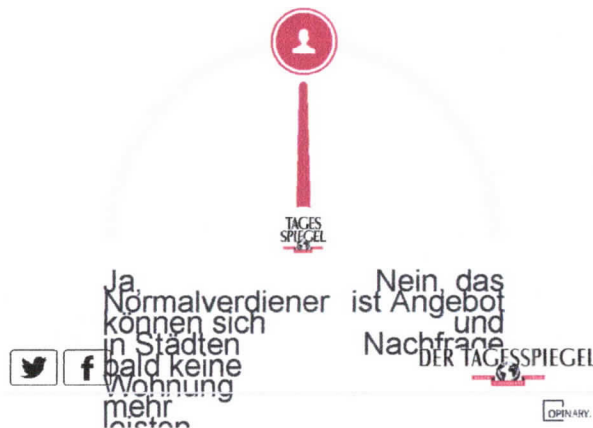 TAGES
SPIEGEL
Ja,
Normalverdiener
können sich
in Städten
bald keine
Wohnung
mehr
leisten
Nein, das
ist Angebot
und
Nachfrage
DER TAGESSPIEGEL
OPINARY.